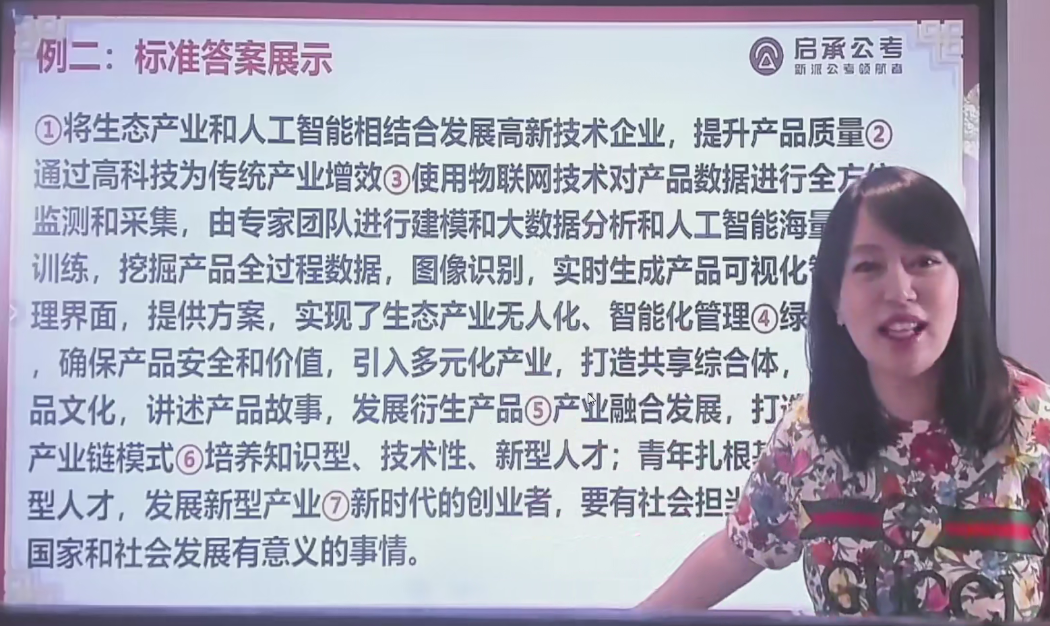 例二：标准答案展示
启承公考
新派公考领航者
①将生态产业和人工智能相结合发展高新技术企业，提升产品质量②
通过高科技为传统产业增效③使用物联网技术对产品数据进行全方
监测和采集，由专家团队进行建模和大数据分析和人工智能海量
训练，挖掘产品全过程数据，图像识别，实时生成产品可视化
理界面，提供方案，实现了生态产业无人化、智能化管理④绿
，确保产品安全和价值，引入多元化产业，打造共享综合体，
品文化，讲述产品故事，发展衍生产品⑤产业融合发展，打造
产业链模式⑥培养知识型、技术性、新型人才；青年扎根
型人才，发展新型产业⑦新时代的创业者，要有社会担当
国家和社会发展有意义的事情。
GUCCI